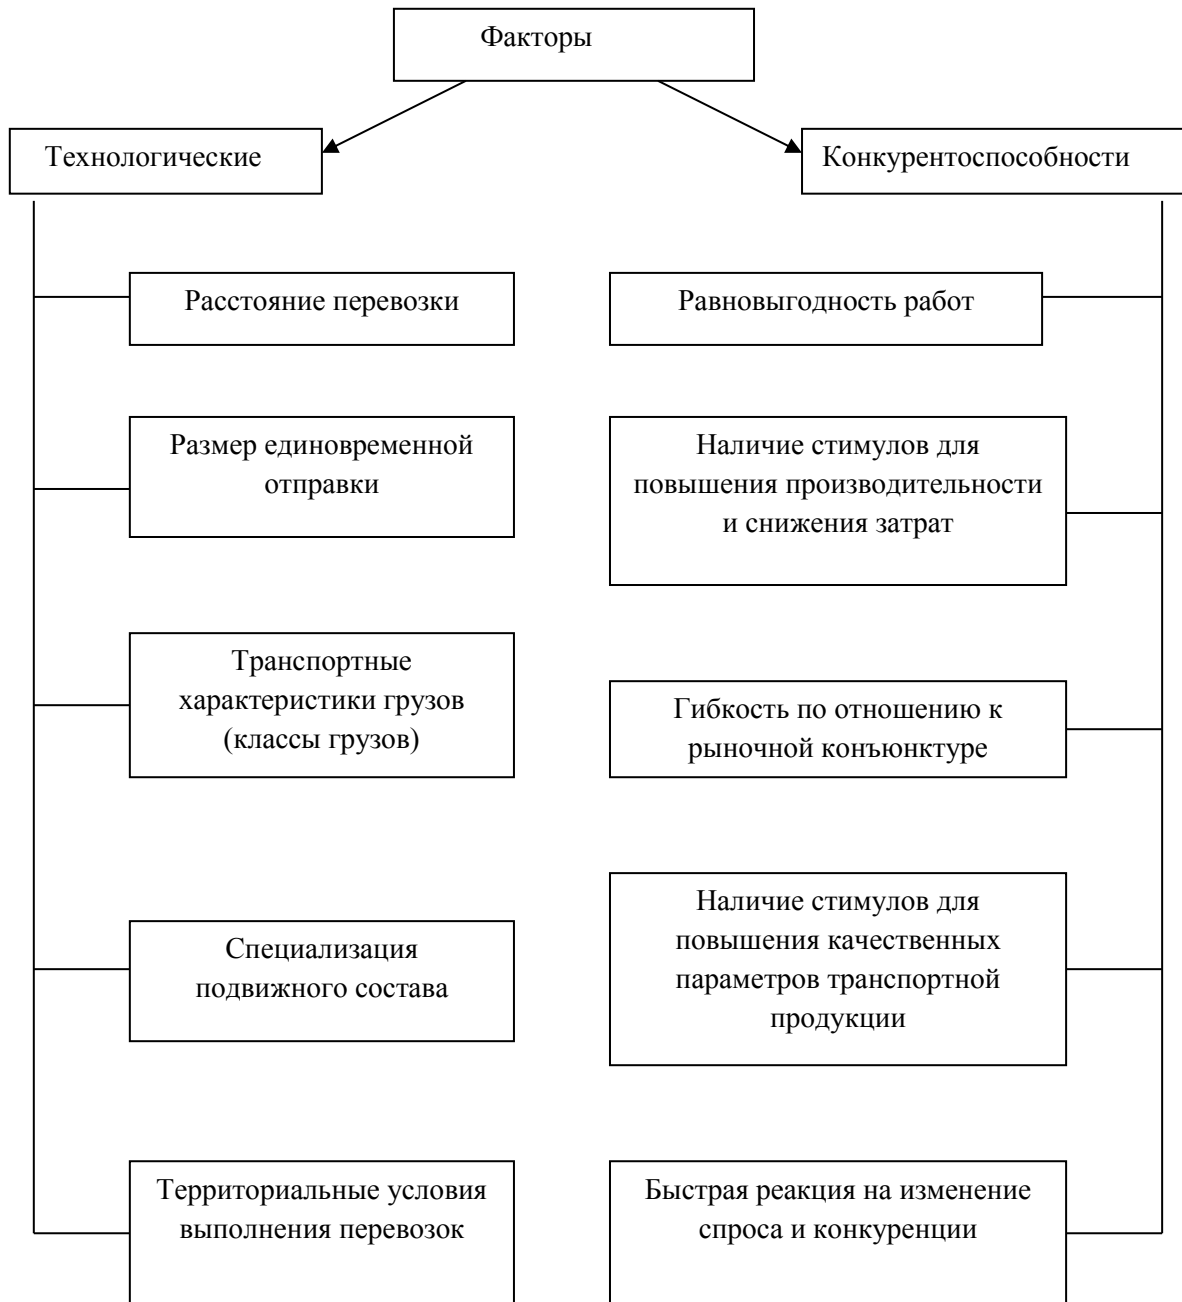 Факторы
Технологические
Конкурентоспособности
Расстояние перевозки
Равновыгодность работ
Размер единовременной
отправки
Наличие стимулов для
повышения производительности
и снижения затрат
Транспортные
характеристики грузов
(классы грузов)
Гибкость по отношению к
рыночной конъюнктуре
Специализация
подвижного состава
Наличие стимулов для
повышения качественных
параметров транспортной
продукции
Территориальные условия
выполнения перевозок
Быстрая реакция на изменение
спроса и конкуренции